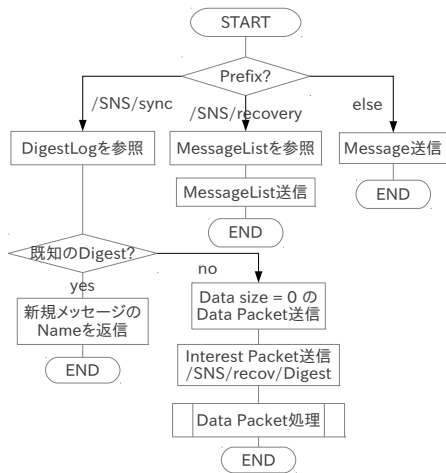 START
Prefix?
/SNS/sync
/SNS/recovery
else
DigestLogを参照
MessageListを参照
Message送信
MessageList送信
END
END
既知のDigest?
yes
no
新規メッセージの
Nameを返信
END
Data size = 0 の
Data Packet送信
Interest Packet送信
/SNS/recov/Digest
Data Packet処理
END